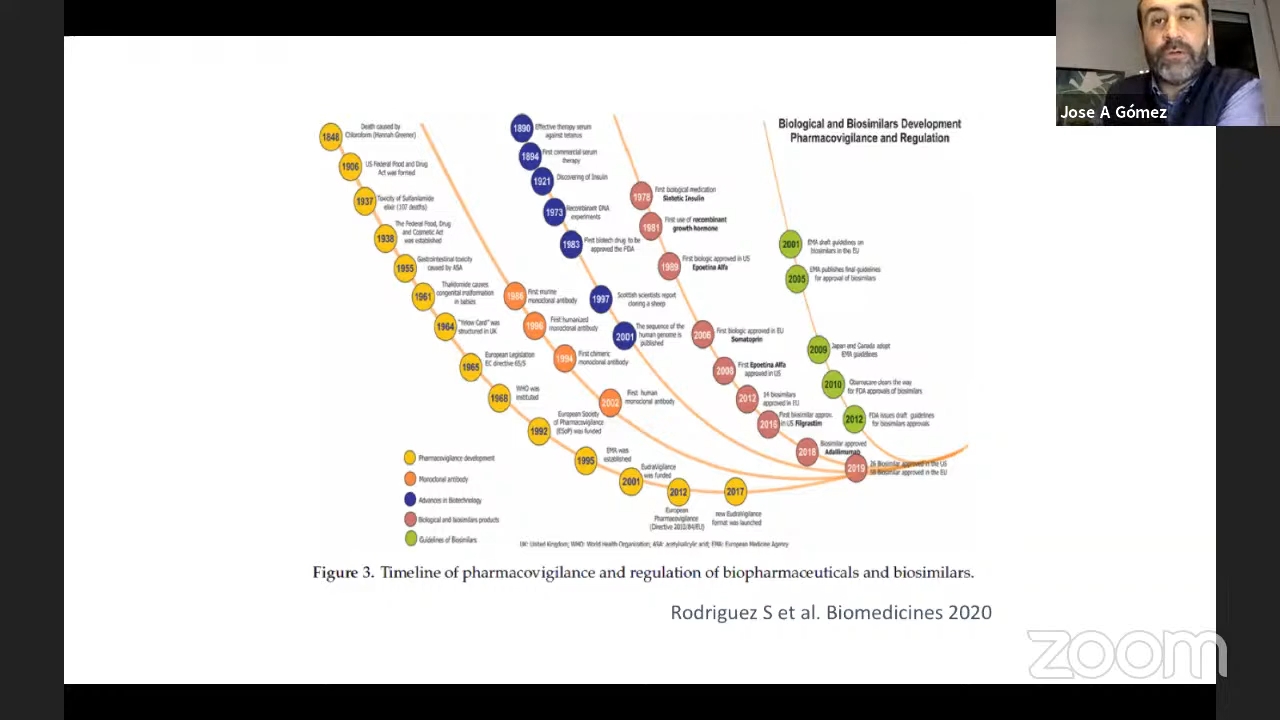 Jose A Gómez
Biological and Biosimilars Development
Pharmacovigilance and Regulation
1848
Death caused by
Chloroform (Hannah Greener)
1906
US Federal Food and Drug
Act was formed
1937
Toxicity of Sulfanilamide
elixir (107 deaths)
1938
The Federal Food, Drug
and Cosmetic Act
was established
1955
Gastrointestinal toxicity
caused by ASA
1961
Thalidomide causes
congenital malformation
in babies
1964
"Yellow Card" was
structured in UK
1965
European Legislation
EC directive 65/5
1968
WHO was
instituted
1992
European Society
of Pharmacovigilance
(ESoP) was funded
1995
EMA was
established
2001
EudraVigilance
was funded
2012
European
Pharmacovigilance
(Directive 2010/84/EU)
2017
new EudraVigilance
format was launched
1986
First murine
monoclonal antibody
1996
First humanized
monoclonal antibody
1994
First chimeric
monoclonal antibody
2002
First human
monoclonal antibody
1890
Effective therapy serum
against tetanus
1894
First commercial serum
therapy
1921
Discovering of Insulin
1973
Recombinant DNA
experiments
1983
First biotech drug to be
approved the FDA
1997
Scottish scientists report
cloning a sheep
2001
The sequence of the
human genome is
published
1978
First biological medication
Sintetic Insulin
1981
First use of recombinant
growth hormone
1989
First biologic approved in US
Epoetina Alfa
2006
First biologic approved in EU
Somatoprin
First Epoetina Alfa
approved in US
2012
14 biosimilars
approved in EU
First biosimilar approv.
in US Filgrastim
2018
Biosimilar approved
Adalimumab
2019
26 Biosimilar approved in the US
58 Biosimilar approved in the EU
2001
EMA draft guidelines on
biosimilars in the EU
2005
EMA publishes final guidelines
for approval of biosimilars
2009
Japan and Canada adopt
EMA guidelines
2010
Obamacare clears the way
for FDA approvals of biosimilars
2012
FDA issues draft guidelines
for biosimilars approvals
Pharmacovigilance development
Monoclonal antibody
Advances in Biotechnology
Biological and biosimilars products
Guidelines of Biosimilars
UK: United Kingdom; WHO: World Health Organisation; ASA: acetylsalicylic acid; EMA: European Medicine Agency
Figure 3. Timeline of pharmacovigilance and regulation of biopharmaceuticals and biosimilars.
Rodriguez S et al. Biomedicines 2020
zoom